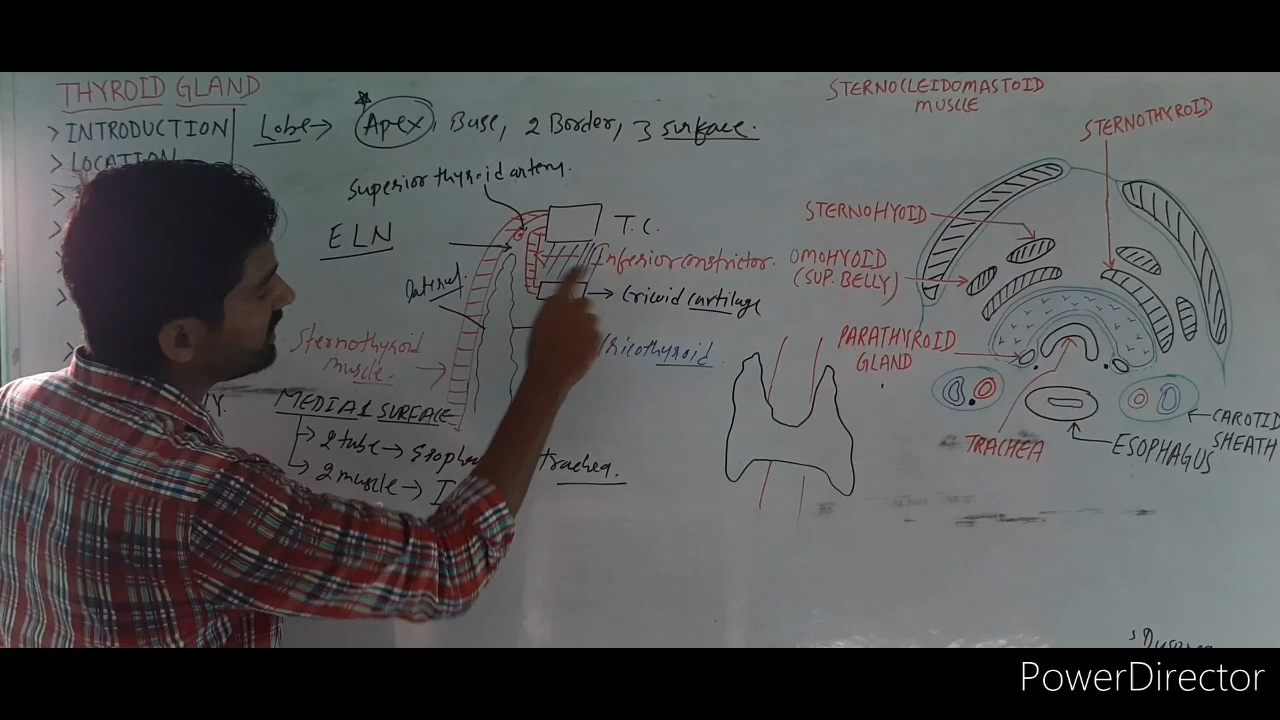 THYROID GLAND
> INTRODUCTION
> LOCATION
Lobe → Apex, Base, 2 Border, 3 surface.
superior thyroid artery.
ELN
T.C.
Inferior constrictor.
lateral
→ Cricoid cartilage
Sternothyroid
muscle.
MEDIAL SURFACE
→ 2 tube → trachea.
→ 2 muscle → I
STERNOCLEIDOMASTOID
MUSCLE
STERNOTHYROID
STERNOHYOID
OMOHYOID
(SUP. BELLY)
PARATHYROID
GLAND
TRACHEA
ESOPHAGUS
CAROTID
SHEATH
PowerDirector